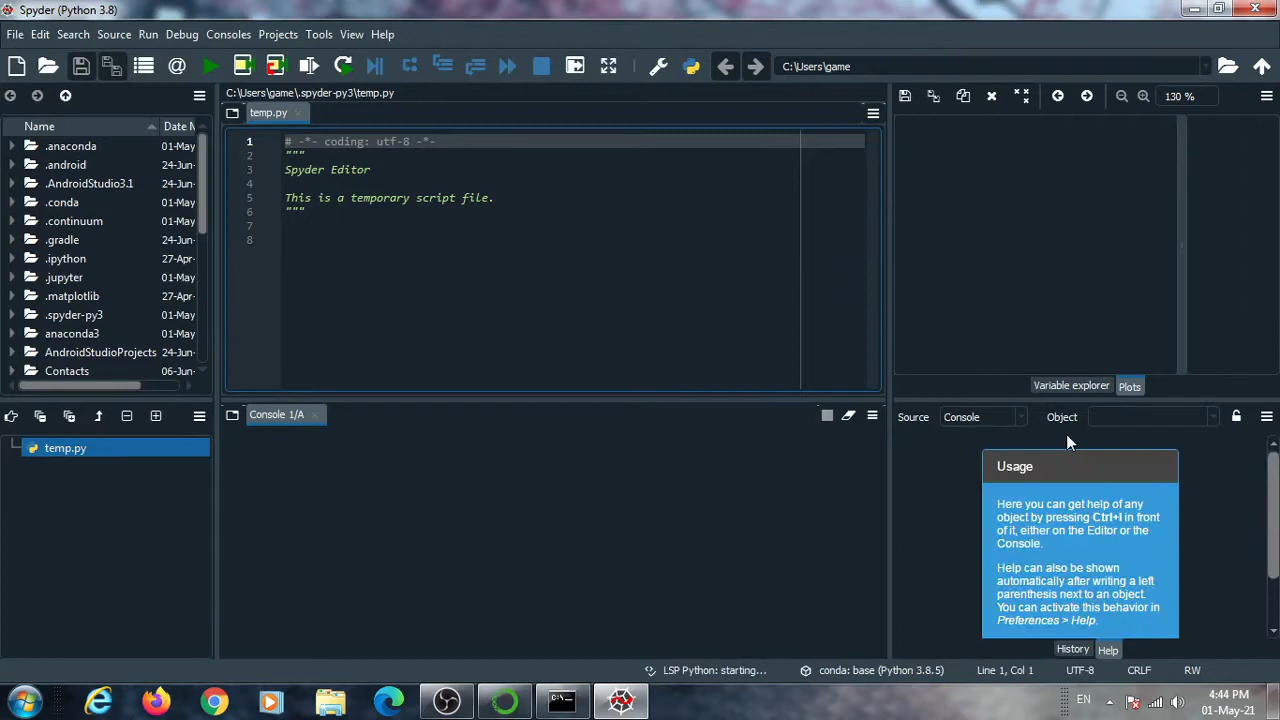 Spyder (Python 3.8)
File Edit Search Source Run Debug Consoles Projects Tools View Help
C:\Users\game
C:\Users\game\.spyder-py3\temp.py
temp.py
130 %
Name Date M
.anaconda 01-May
.android 24-Jun-
.AndroidStudio3.1 24-Jun-
.conda 01-May
.continuum 01-May
.gradle 24-Jun-
.ipython 27-Apr-
.jupyter 01-May
.matplotlib 27-Apr-
.spyder-py3 01-May
anaconda3 01-May
AndroidStudioProjects 24-Jun-
Contacts 06-Jun-
1 # -*- coding: utf-8 -*-
2 """
3 Spyder Editor
4
5 This is a temporary script file.
6 """
7
8
Variable explorer Plots
temp.py
Console 1/A
Source Console Object
Usage
Here you can get help of any
object by pressing Ctrl+I in front
of it, either on the Editor or the
Console.
Help can also be shown
automatically after writing a left
parenthesis next to an object.
You can activate this behavior in
Preferences > Help.
History Help
LSP Python: starting... conda: base (Python 3.8.5) Line 1, Col 1 UTF-8 CRLF RW
EN 4:44 PM
01-May-21